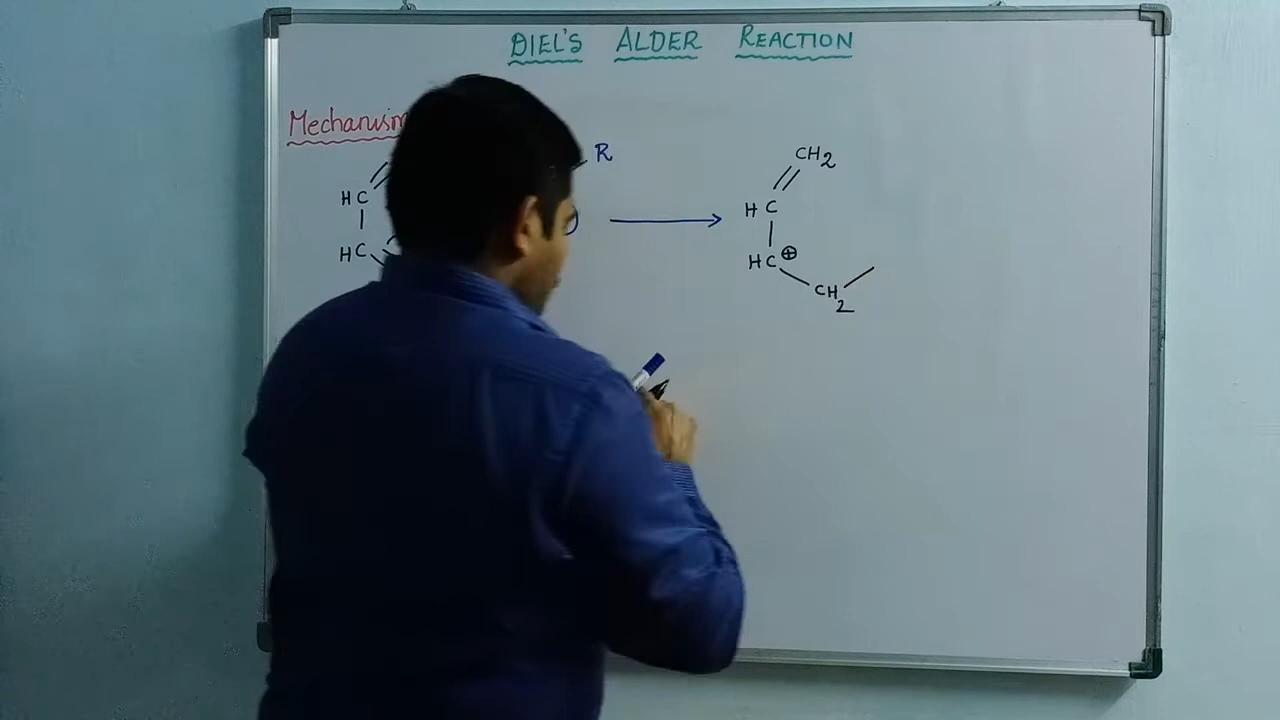 DIEL'S ALDER REACTION
Mechanism
R
CH2
HC
HC
HC
HC⊕
CH2